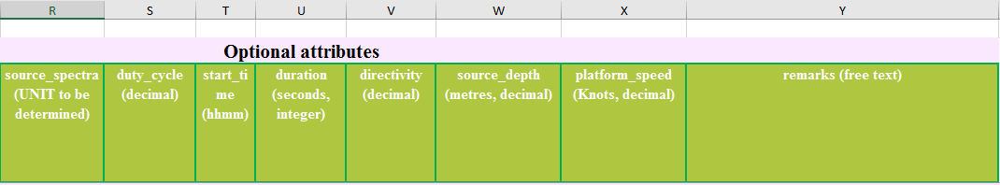 R S T U V W X Y
Optional attributes
source_spectra (UNIT to be determined)
duty_cycle (decimal)
start_ti me (hhmm)
duration (seconds, integer)
directivity (decimal)
source_depth (metres, decimal)
platform_speed (Knots, decimal)
remarks (free text)